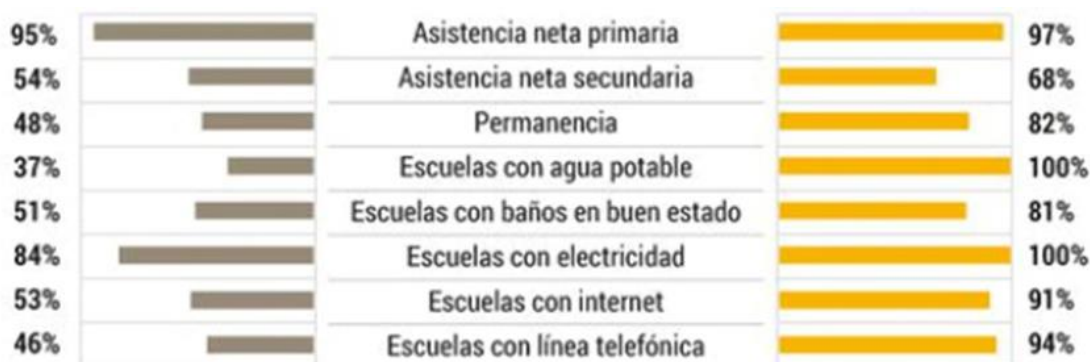 95% Asistencia neta primaria 97%
54% Asistencia neta secundaria 68%
48% Permanencia 82%
37% Escuelas con agua potable 100%
51% Escuelas con baños en buen estado 81%
84% Escuelas con electricidad 100%
53% Escuelas con internet 91%
46% Escuelas con línea telefónica 94%